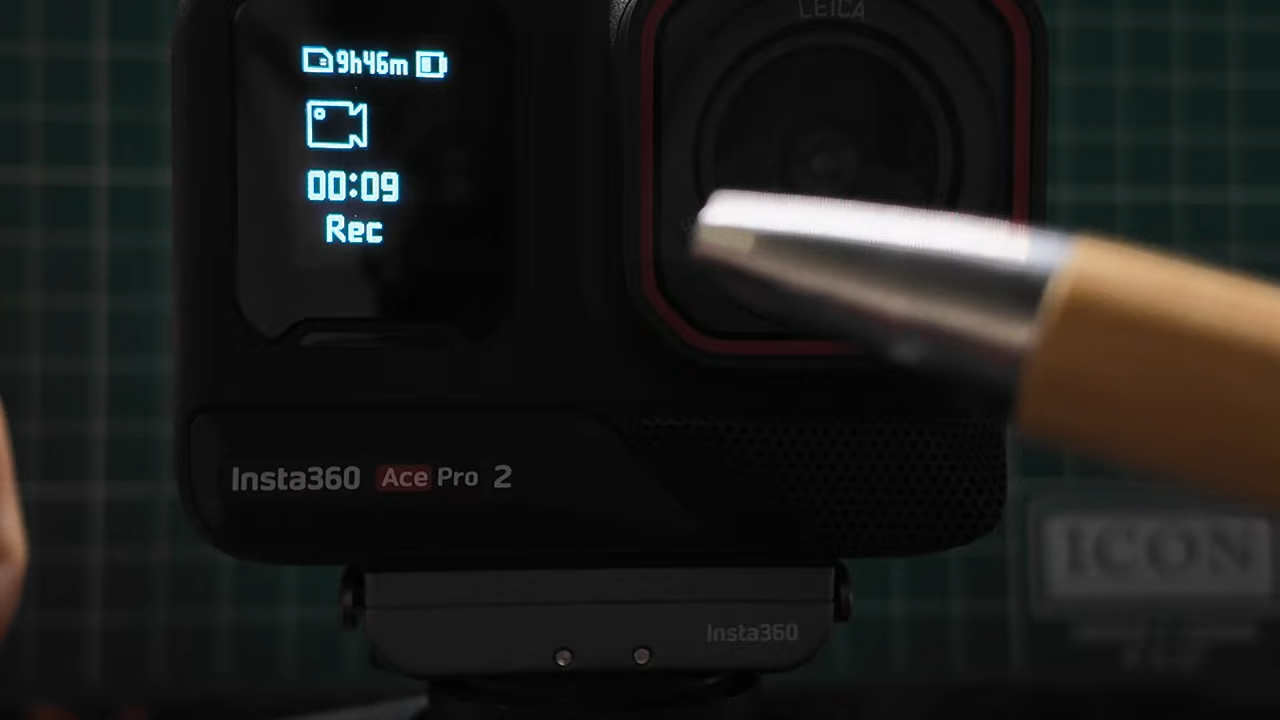 LEICA
9h46m
00:09
Rec
Insta360 Ace Pro 2
ICON
Insta360